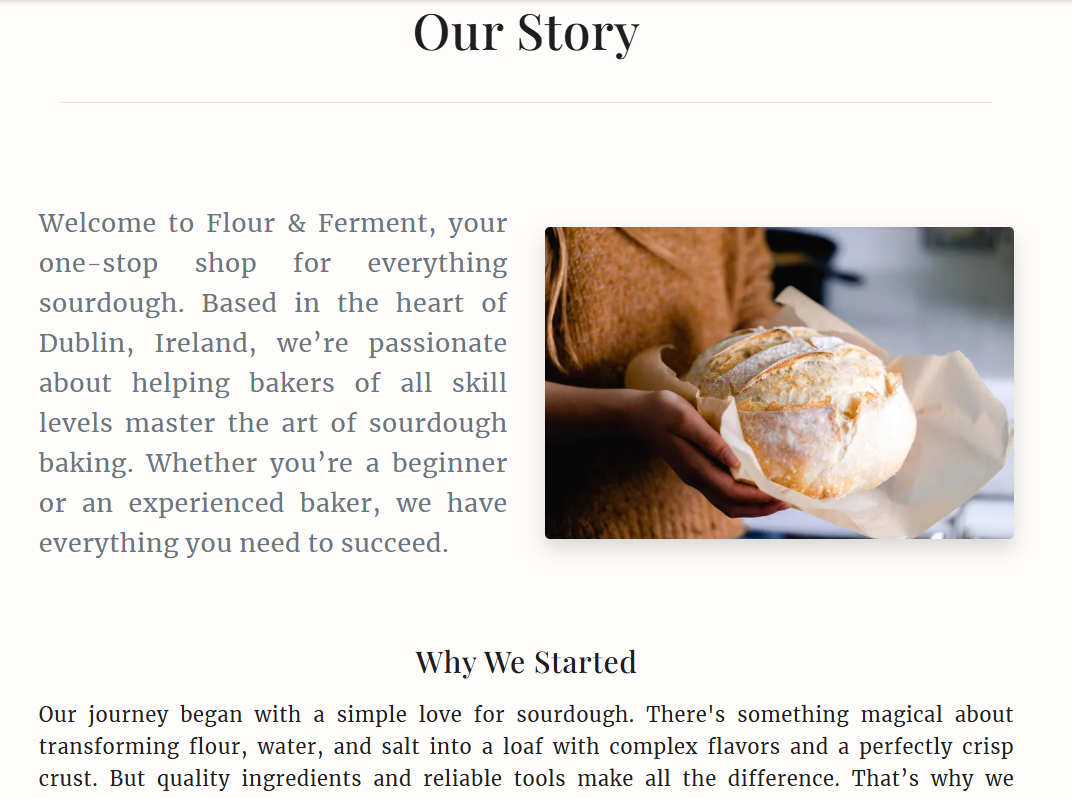 Our Story
Welcome to Flour & Ferment, your
one-stop shop for everything
sourdough. Based in the heart of
Dublin, Ireland, we’re passionate
about helping bakers of all skill
levels master the art of sourdough
baking. Whether you’re a beginner
or an experienced baker, we have
everything you need to succeed.
Why We Started
Our journey began with a simple love for sourdough. There's something magical about
transforming flour, water, and salt into a loaf with complex flavors and a perfectly crisp
crust. But quality ingredients and reliable tools make all the difference. That’s why we